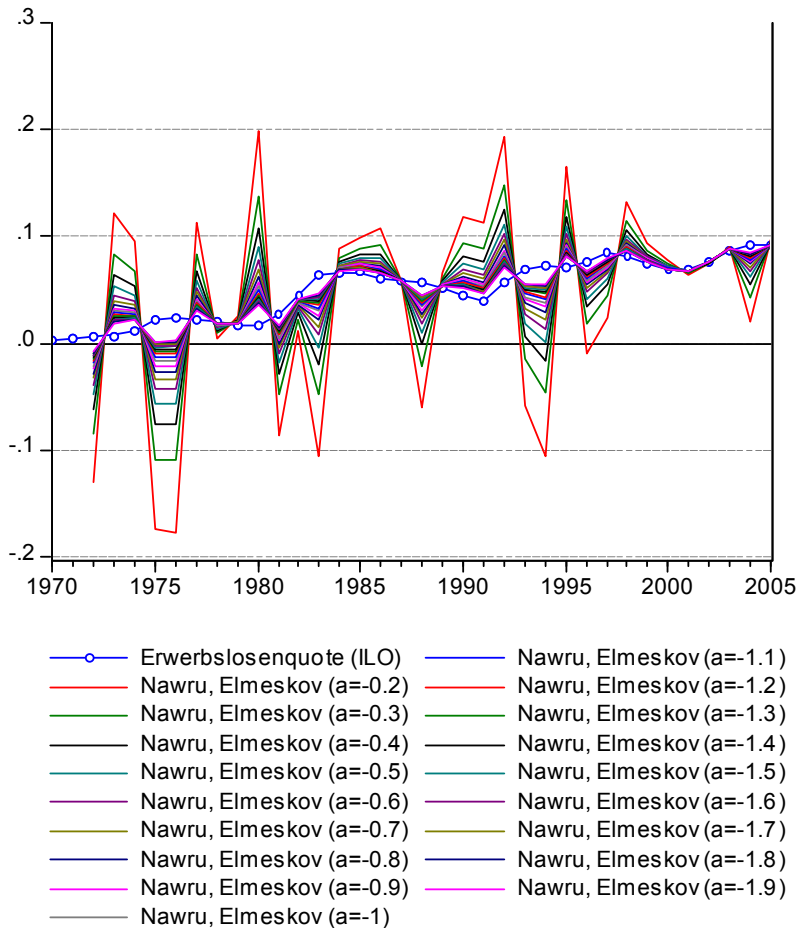 .3
.2
.1
.0
-.1
-.2
1970 1975 1980 1985 1990 1995 2000 2005
Erwerbslosenquote (ILO) Nawru, Elmeskov (a=-1.1)
Nawru, Elmeskov (a=-0.2) Nawru, Elmeskov (a=-1.2)
Nawru, Elmeskov (a=-0.3) Nawru, Elmeskov (a=-1.3)
Nawru, Elmeskov (a=-0.4) Nawru, Elmeskov (a=-1.4)
Nawru, Elmeskov (a=-0.5) Nawru, Elmeskov (a=-1.5)
Nawru, Elmeskov (a=-0.6) Nawru, Elmeskov (a=-1.6)
Nawru, Elmeskov (a=-0.7) Nawru, Elmeskov (a=-1.7)
Nawru, Elmeskov (a=-0.8) Nawru, Elmeskov (a=-1.8)
Nawru, Elmeskov (a=-0.9) Nawru, Elmeskov (a=-1.9)
Nawru, Elmeskov (a=-1)